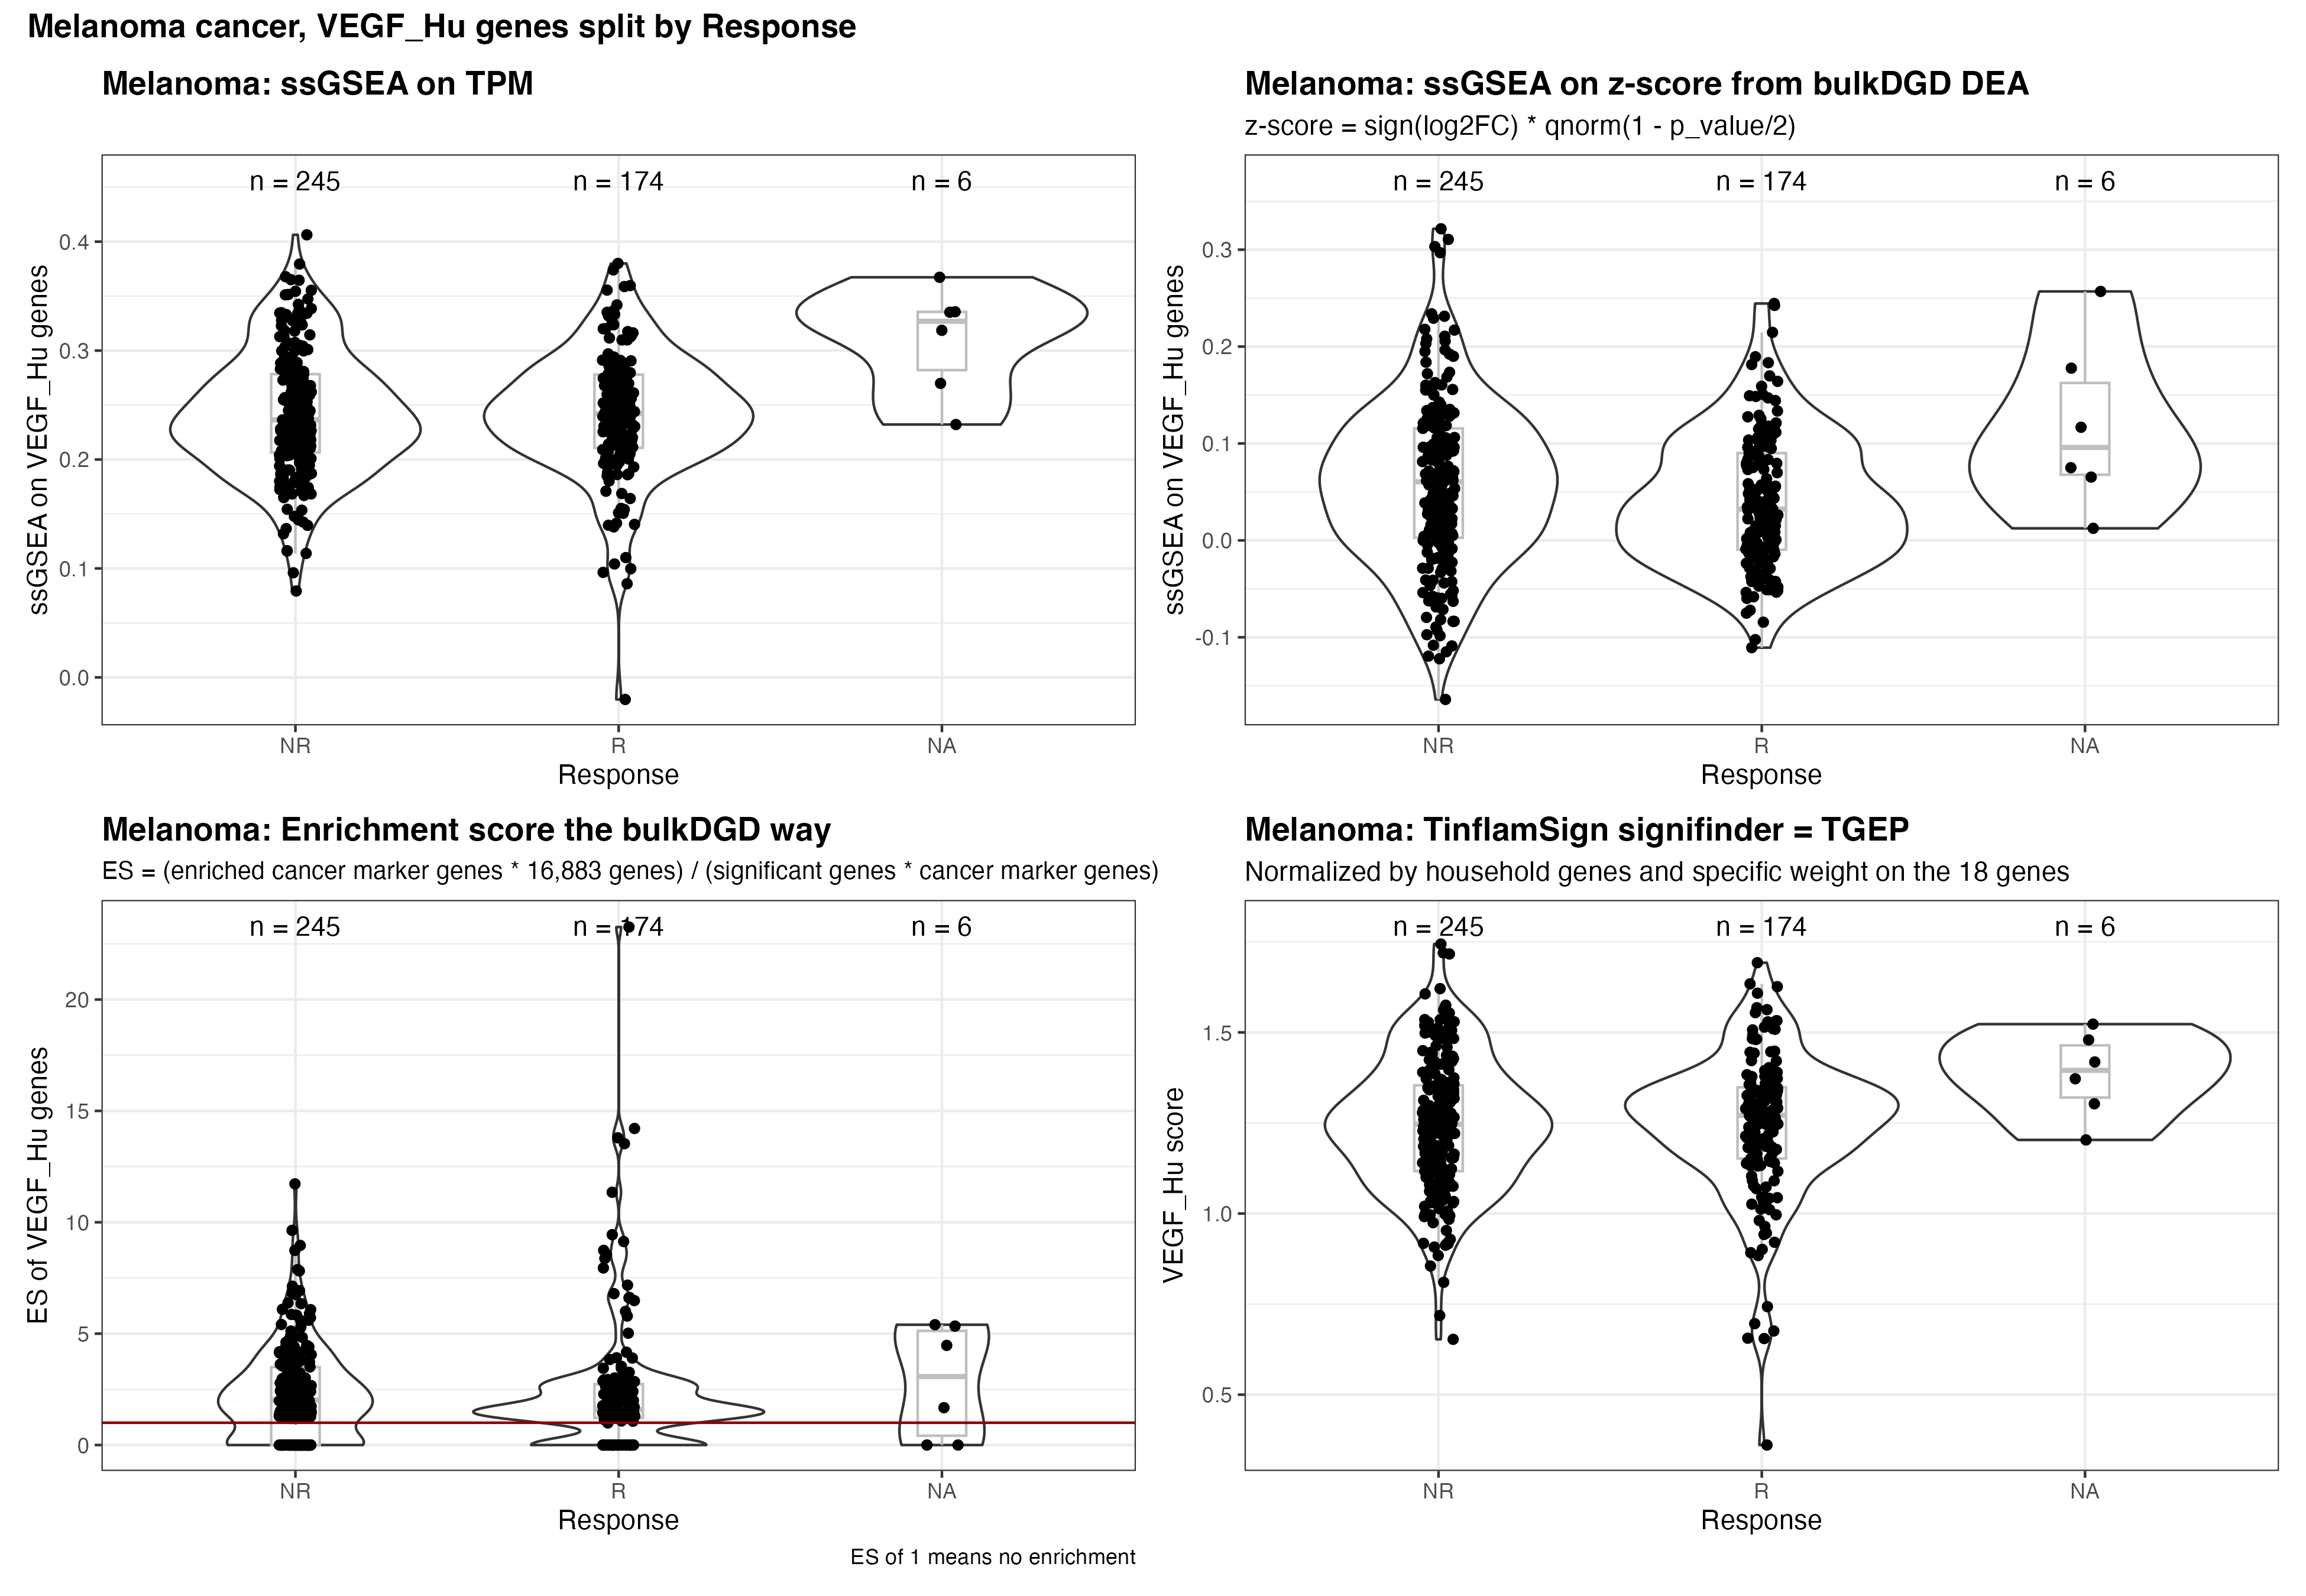 Melanoma cancer, VEGF_Hu genes split by Response
Melanoma: ssGSEA on TPM
ssGSEA on VEGF_Hu genes
n = 245
n = 174
n = 6
0.4
0.3
0.2
0.1
0.0
NR
R
NA
Response
Melanoma: ssGSEA on z-score from bulkDGD DEA
z-score = sign(log2FC) * qnorm(1 - p_value/2)
ssGSEA on VEGF_Hu genes
n = 245
n = 174
n = 6
0.3
0.2
0.1
0.0
-0.1
NR
R
NA
Response
Melanoma: Enrichment score the bulkDGD way
ES = (enriched cancer marker genes * 16,883 genes) / (significant genes * cancer marker genes)
ES of VEGF_Hu genes
n = 245
n = 174
n = 6
20
15
10
5
0
NR
R
NA
Response
ES of 1 means no enrichment
Melanoma: TinflamSign signifinder = TGEP
Normalized by household genes and specific weight on the 18 genes
VEGF_Hu score
n = 245
n = 174
n = 6
1.5
1.0
0.5
NR
R
NA
Response